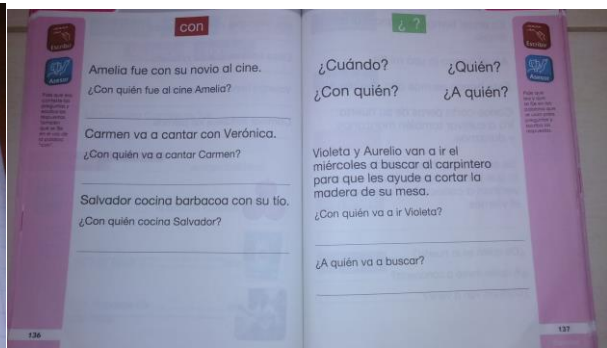 con
Escribir
Amelia fue con su novio al cine.
¿Con quién fue al cine Amelia?
Carmen va a cantar con Verónica.
¿Con quién va a cantar Carmen?
Salvador cocina barbacoa con su tío.
¿Con quién cocina Salvador?
136
¿ ?
Escribir
¿Cuándo? ¿Quién?
¿Con quién? ¿A quién?
Violeta y Aurelio van a ir el
miércoles a buscar al carpintero
para que les ayude a cortar la
madera de su mesa.
¿Con quién va a ir Violeta?
¿A quién va a buscar?
137